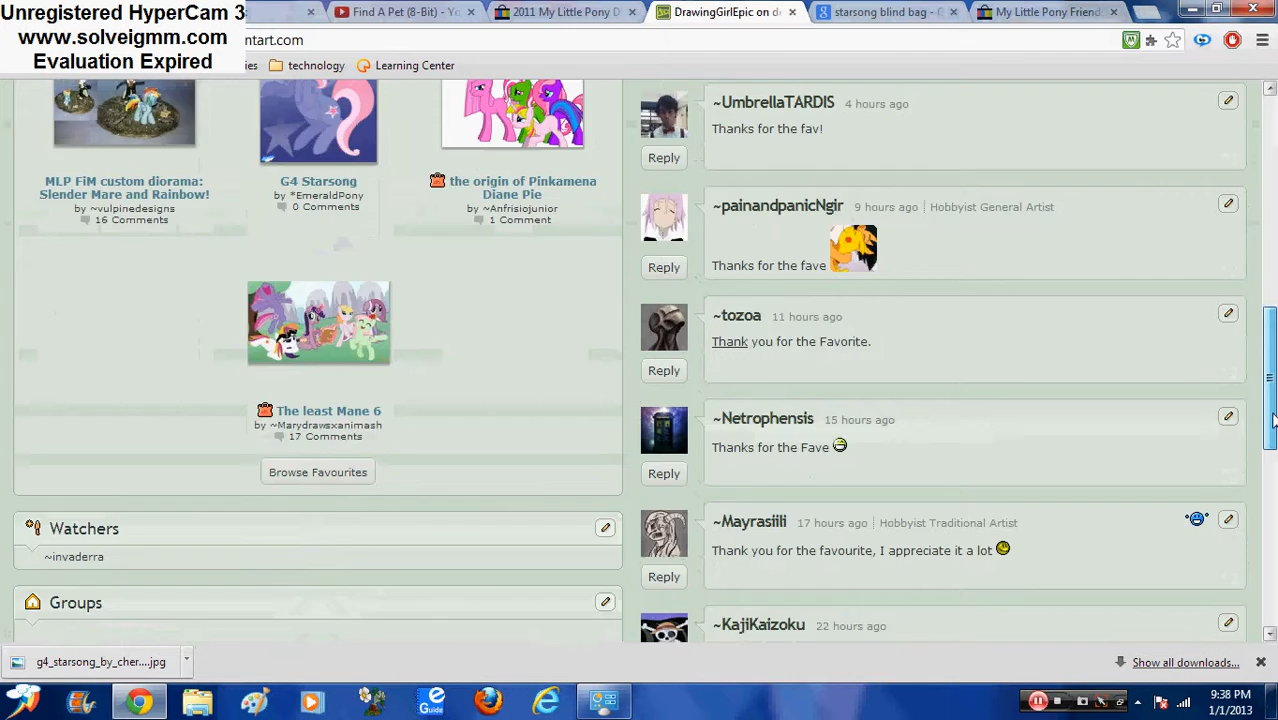 Unregistered HyperCam 3
www.solveigmm.com
Evaluation Expired
Find A Pet (8-Bit) - Yo
2011 My Little Pony D
DrawingGirlEpic on de
starsong blind bag - G
My Little Pony Friend
ntart.com
ies
technology
Learning Center
MLP FiM custom diorama:
Slender Mare and Rainbow!
by ~vulpinedesigns
16 Comments
G4 Starsong
by *EmeraldPony
0 Comments
the origin of Pinkamena
Diane Pie
by ~Anfrisiojunior
1 Comment
The least Mane 6
by ~Marydrawsxanimash
17 Comments
Browse Favourites
Watchers
~invaderra
Groups
~UmbrellaTARDIS 4 hours ago
Thanks for the fav!
Reply
~painandpanicNgir 9 hours ago Hobbyist General Artist
Thanks for the fave
Reply
~tozoa 11 hours ago
Thank you for the Favorite.
Reply
~Netrophensis 15 hours ago
Thanks for the Fave
Reply
~Mayrasiili 17 hours ago Hobbyist Traditional Artist
Thank you for the favourite, I appreciate it a lot
Reply
~KajiKaizoku 22 hours ago
g4_starsong_by_cher....jpg
Show all downloads...
Guide
9:38 PM
1/1/2013